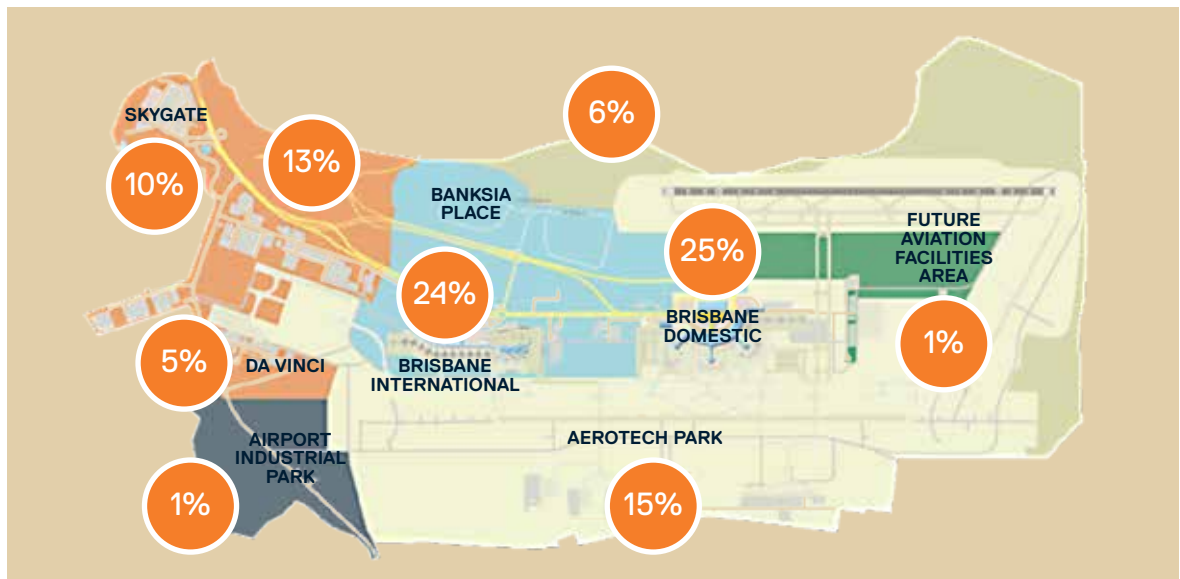 SKYGATE
10%
13%
6%
BANKSIA
PLACE
24%
25%
FUTURE
AVIATION
FACILITIES
AREA
1%
BRISBANE
DOMESTIC
BRISBANE
INTERNATIONAL
5%
DA VINCI
AIRPORT
INDUSTRIAL
PARK
1%
AEROTECH PARK
15%